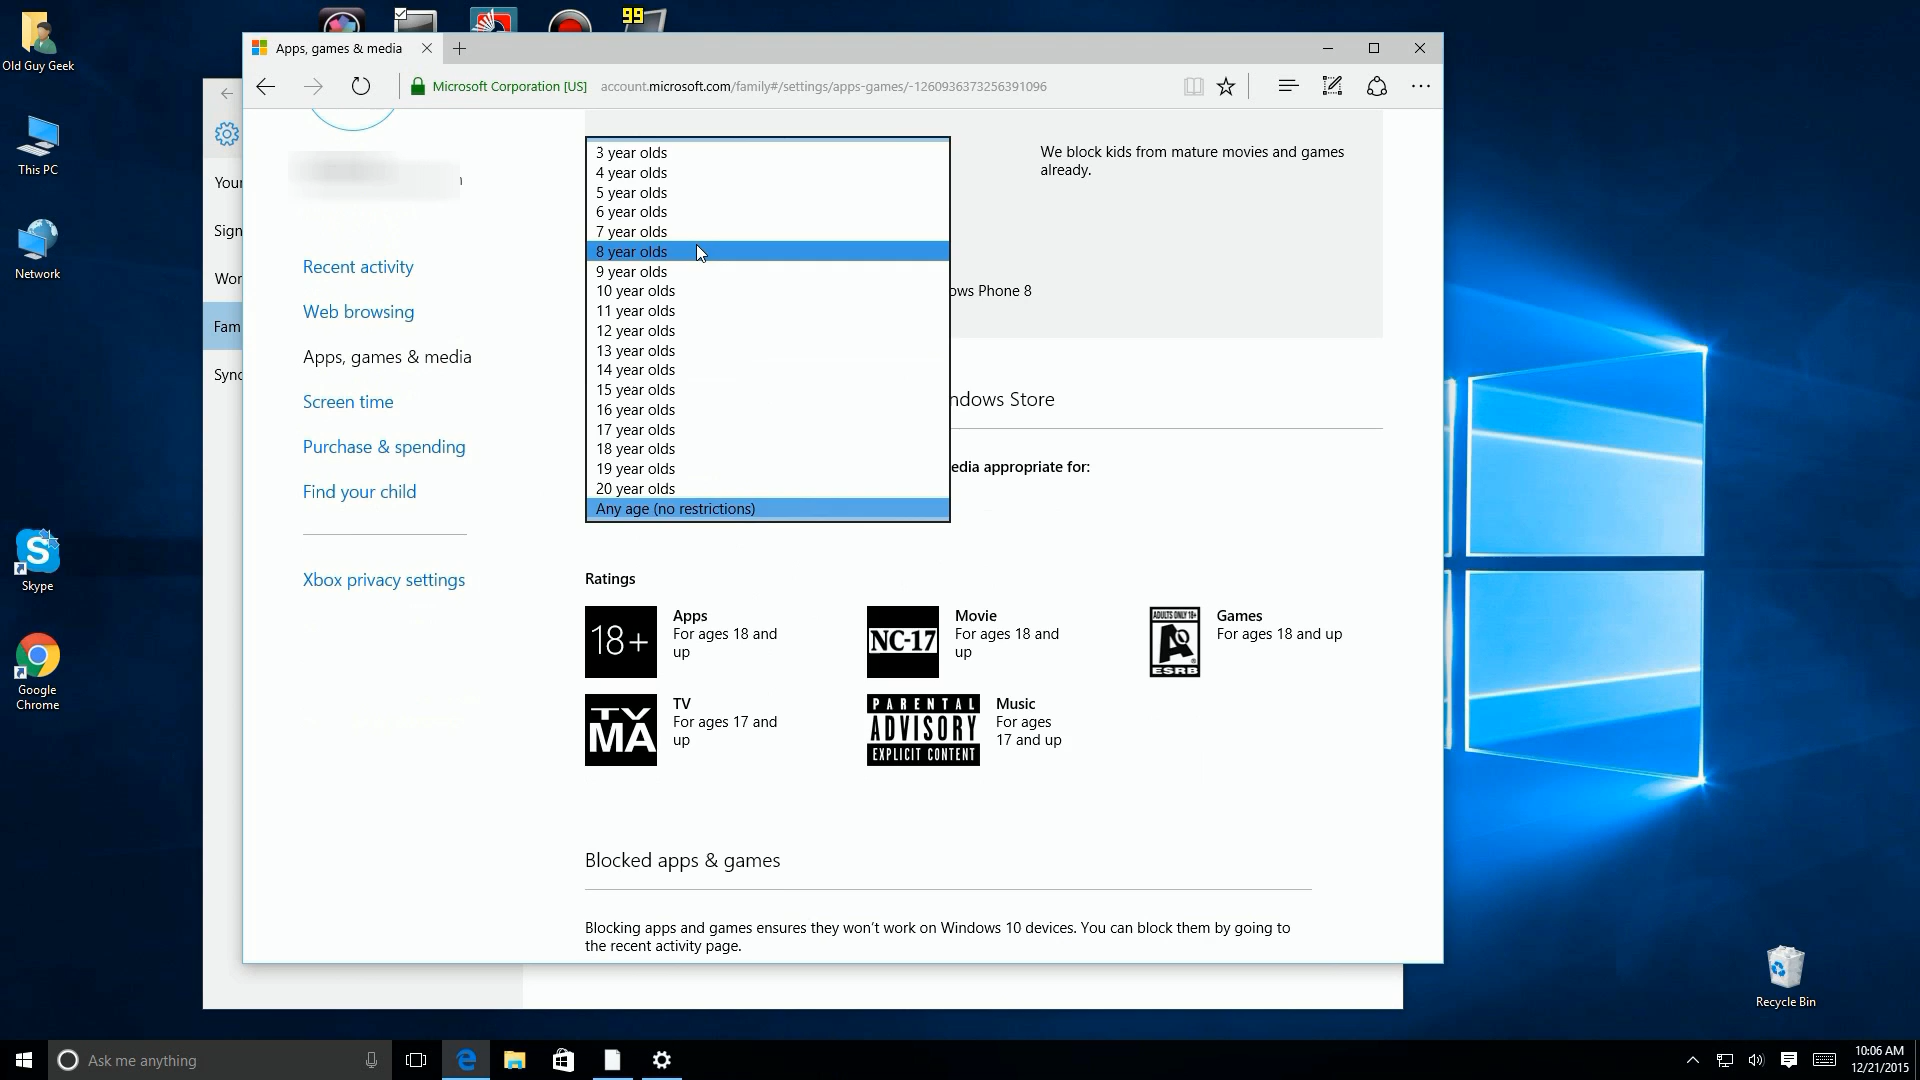 99
Old Guy Geek
This PC
Network
Skype
Google
Chrome
Recycle Bin
Apps, games & media
Microsoft Corporation [US]
account.microsoft.com/family#/settings/apps-games/-1260936373256391096
Your
Sign
Wor
Fam
Sync
Recent activity
Web browsing
Apps, games & media
Screen time
Purchase & spending
Find your child
Xbox privacy settings
3 year olds
4 year olds
5 year olds
6 year olds
7 year olds
8 year olds
9 year olds
10 year olds
11 year olds
12 year olds
13 year olds
14 year olds
15 year olds
16 year olds
17 year olds
18 year olds
19 year olds
20 year olds
Any age (no restrictions)
We block kids from mature movies and games
already.
ows Phone 8
ndows Store
edia appropriate for:
Ratings
18+
Apps
For ages 18 and
up
NC-17
Movie
For ages 18 and
up
ADULTS ONLY 18+
AO
ESRB
Games
For ages 18 and up
TV
MA
TV
For ages 17 and
up
PARENTAL
ADVISORY
EXPLICIT CONTENT
Music
For ages
17 and up
Blocked apps & games
Blocking apps and games ensures they won't work on Windows 10 devices. You can block them by going to
the recent activity page.
Ask me anything
10:06 AM
12/21/2015